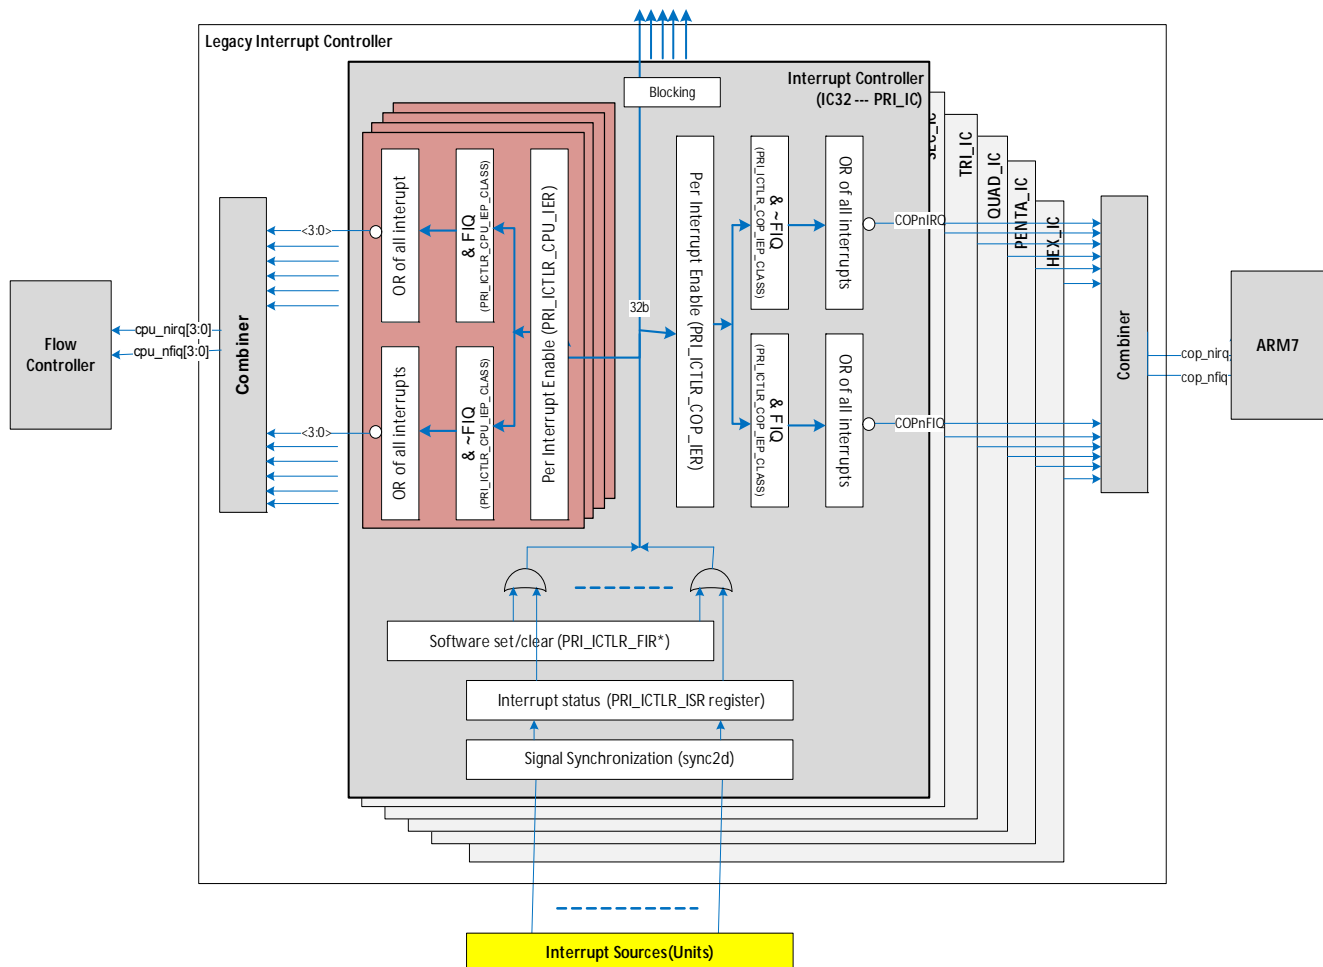 Legacy Interrupt Controller
Interrupt Controller
(IC32 --- PRI_IC)
Blocking
SEC_IC
TRI_IC
QUAD_IC
PENTA_IC
HEX_IC
OR of all interrupt
& FIQ
(PRI_ICTLR_CPU_IEP_CLASS)
OR of all interrupts
& ~FIQ
(PRI_ICTLR_CPU_IEP_CLASS)
Per Interrupt Enable (PRI_ICTLR_CPU_IER)
32b
Per Interrupt Enable (PRI_ICTLR_COP_IER)
& ~FIQ
(PRI_ICTLR_COP_IEP_CLASS)
OR of all interrupts
& FIQ
(PRI_ICTLR_COP_IEP_CLASS)
OR of all interrupts
COPnIRQ
COPnFIQ
<3:0>
<3:0>
Combiner
Combiner
cpu_nirq[3:0]
cpu_nfiq[3:0]
Flow
Controller
cop_nirq
cop_nfiq
ARM7
Software set/clear (PRI_ICTLR_FIR*)
Interrupt status (PRI_ICTLR_ISR register)
Signal Synchronization (sync2d)
Interrupt Sources(Units)